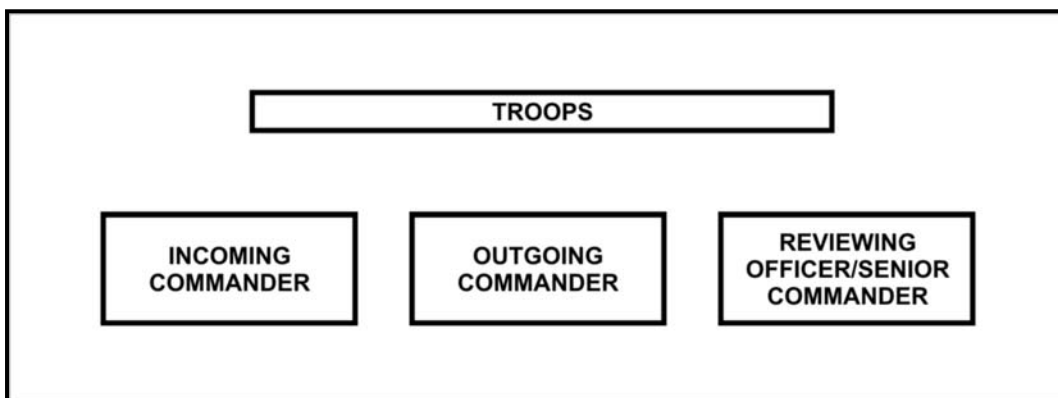 TROOPS
INCOMING
COMMANDER
OUTGOING
COMMANDER
REVIEWING
OFFICER/SENIOR
COMMANDER